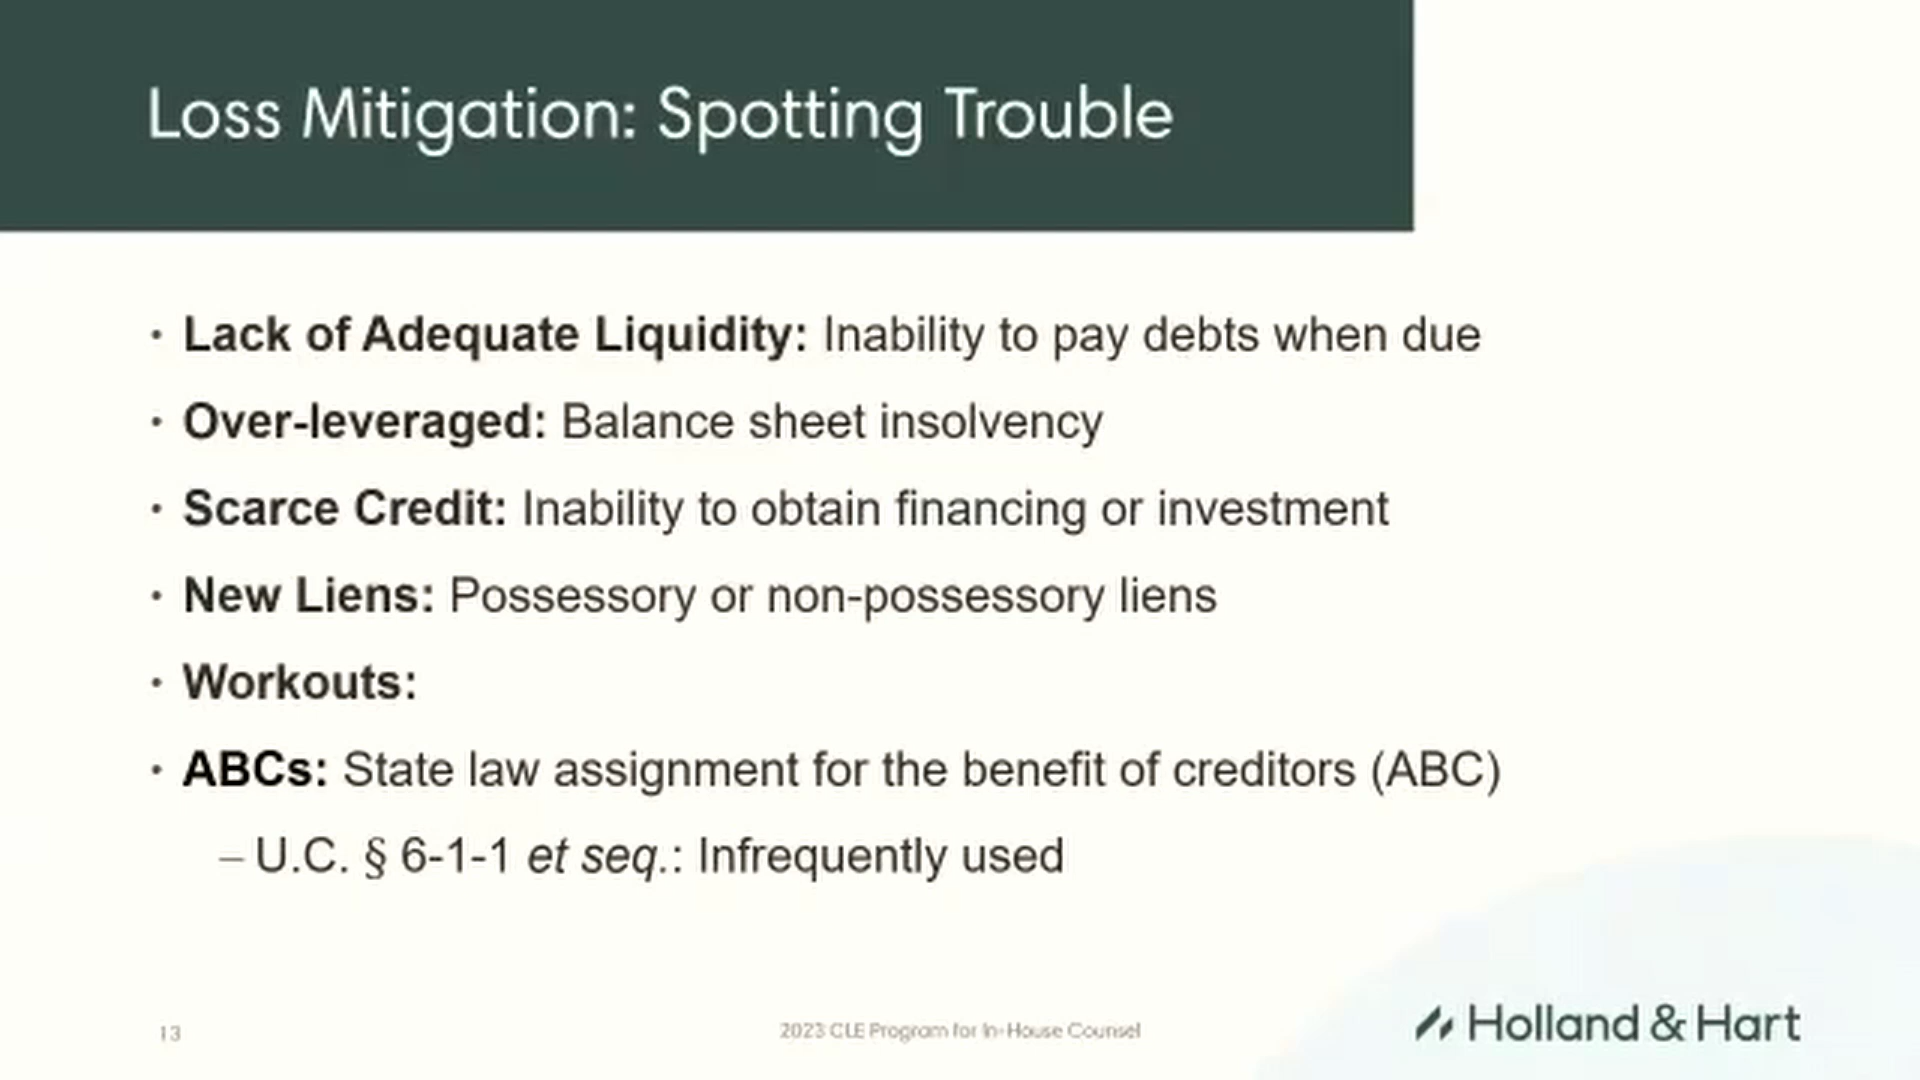 Loss Mitigation: Spotting Trouble
• Lack of Adequate Liquidity: Inability to pay debts when due
• Over-leveraged: Balance sheet insolvency
• Scarce Credit: Inability to obtain financing or investment
• New Liens: Possessory or non-possessory liens
• Workouts:
• ABCs: State law assignment for the benefit of creditors (ABC)
– U.C. § 6-1-1 et seq.: Infrequently used
13
2023 CLE Program for In-House Counsel
Holland & Hart